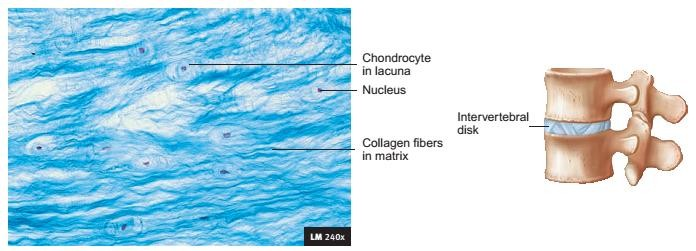 Chondrocyte
in lacuna
Nucleus
Intervertebral
disk
Collagen fibers
in matrix
LM 240x